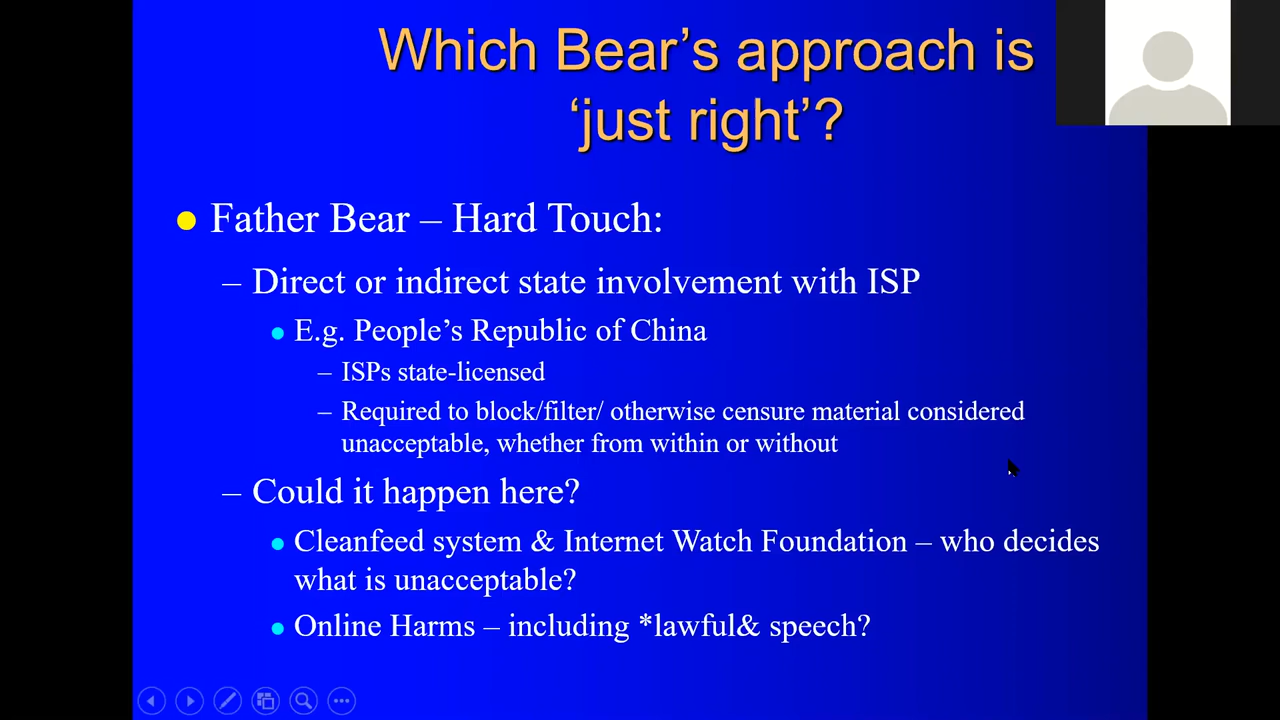 Which Bear’s approach is
‘just right’?
Father Bear – Hard Touch:
– Direct or indirect state involvement with ISP
E.g. People’s Republic of China
– ISPs state-licensed
– Required to block/filter/ otherwise censure material considered
unacceptable, whether from within or without
– Could it happen here?
Cleanfeed system & Internet Watch Foundation – who decides
what is unacceptable?
Online Harms – including *lawful& speech?